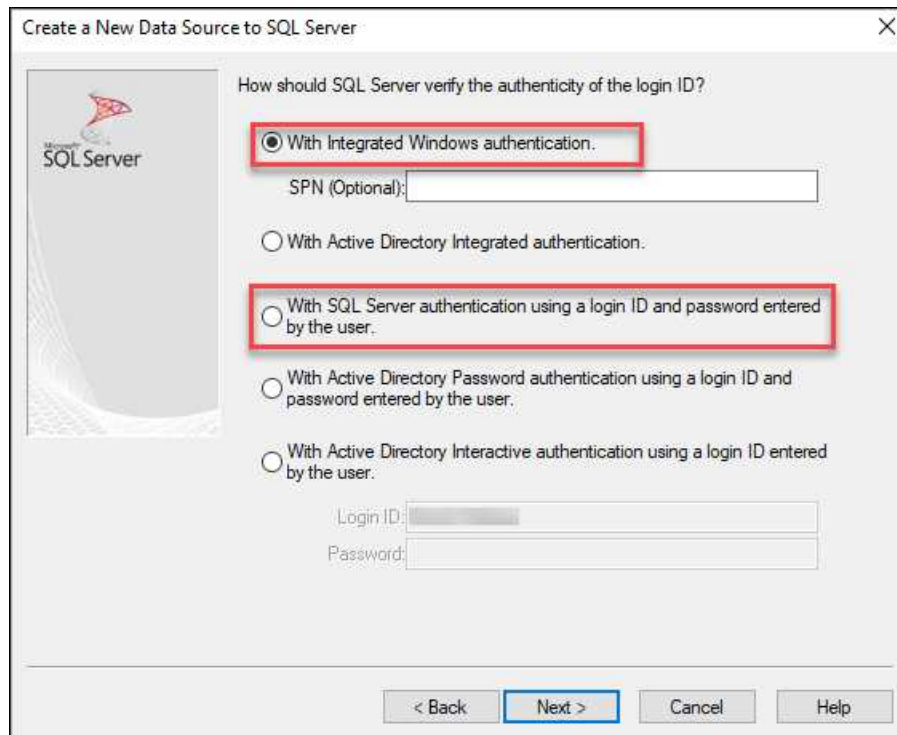 Create a New Data Source to SQL Server
Microsoft
SQL Server
How should SQL Server verify the authenticity of the login ID?
With Integrated Windows authentication.
SPN (Optional):
With Active Directory Integrated authentication.
With SQL Server authentication using a login ID and password entered
by the user.
With Active Directory Password authentication using a login ID and
password entered by the user.
With Active Directory Interactive authentication using a login ID entered
by the user.
Login ID:
Password:
< Back
Next >
Cancel
Help